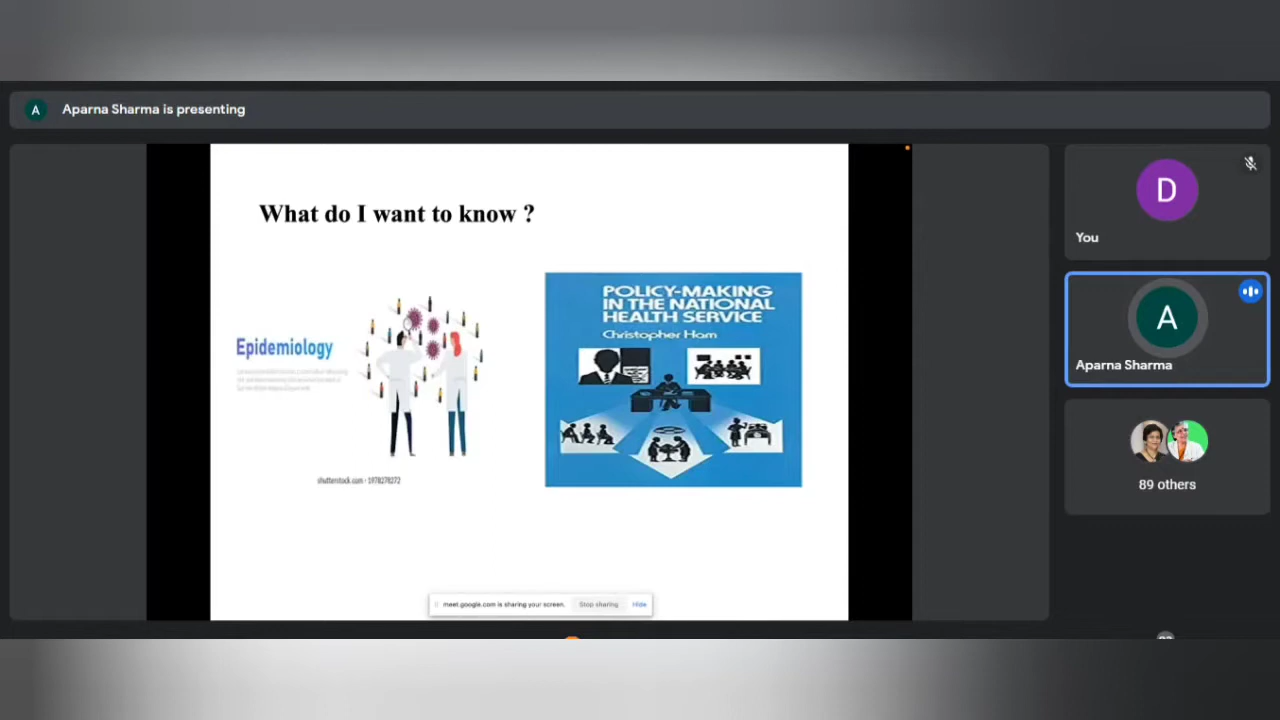 A
Aparna Sharma is presenting
What do I want to know ?
Epidemiology
shutterstock.com · 1978278272
POLICY-MAKING
IN THE NATIONAL
HEALTH SERVICE
Christopher Ham
meet.google.com is sharing your screen.
Stop sharing
Hide
D
You
A
Aparna Sharma
89 others